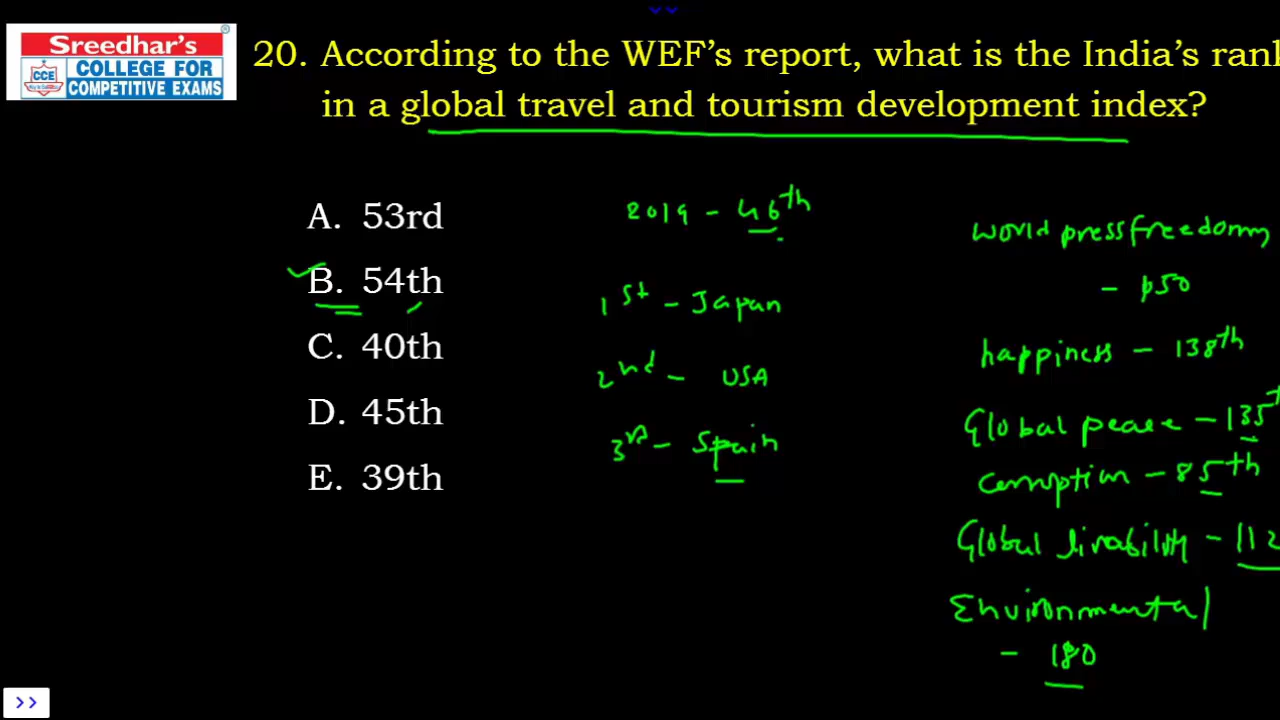 Sreedhar's
CCE
COLLEGE FOR
COMPETITIVE EXAMS
20. According to the WEF's report, what is the India's rank
in a global travel and tourism development index?
A. 53rd
B. 54th
C. 40th
D. 45th
E. 39th
2019 - 46th
1st - Japan
2nd - USA
3rd - Spain
world press freedom
- 150
happiness - 138th
Global peace - 135th
corruption - 85th
Global livability - 112
Environmental
- 180
>>